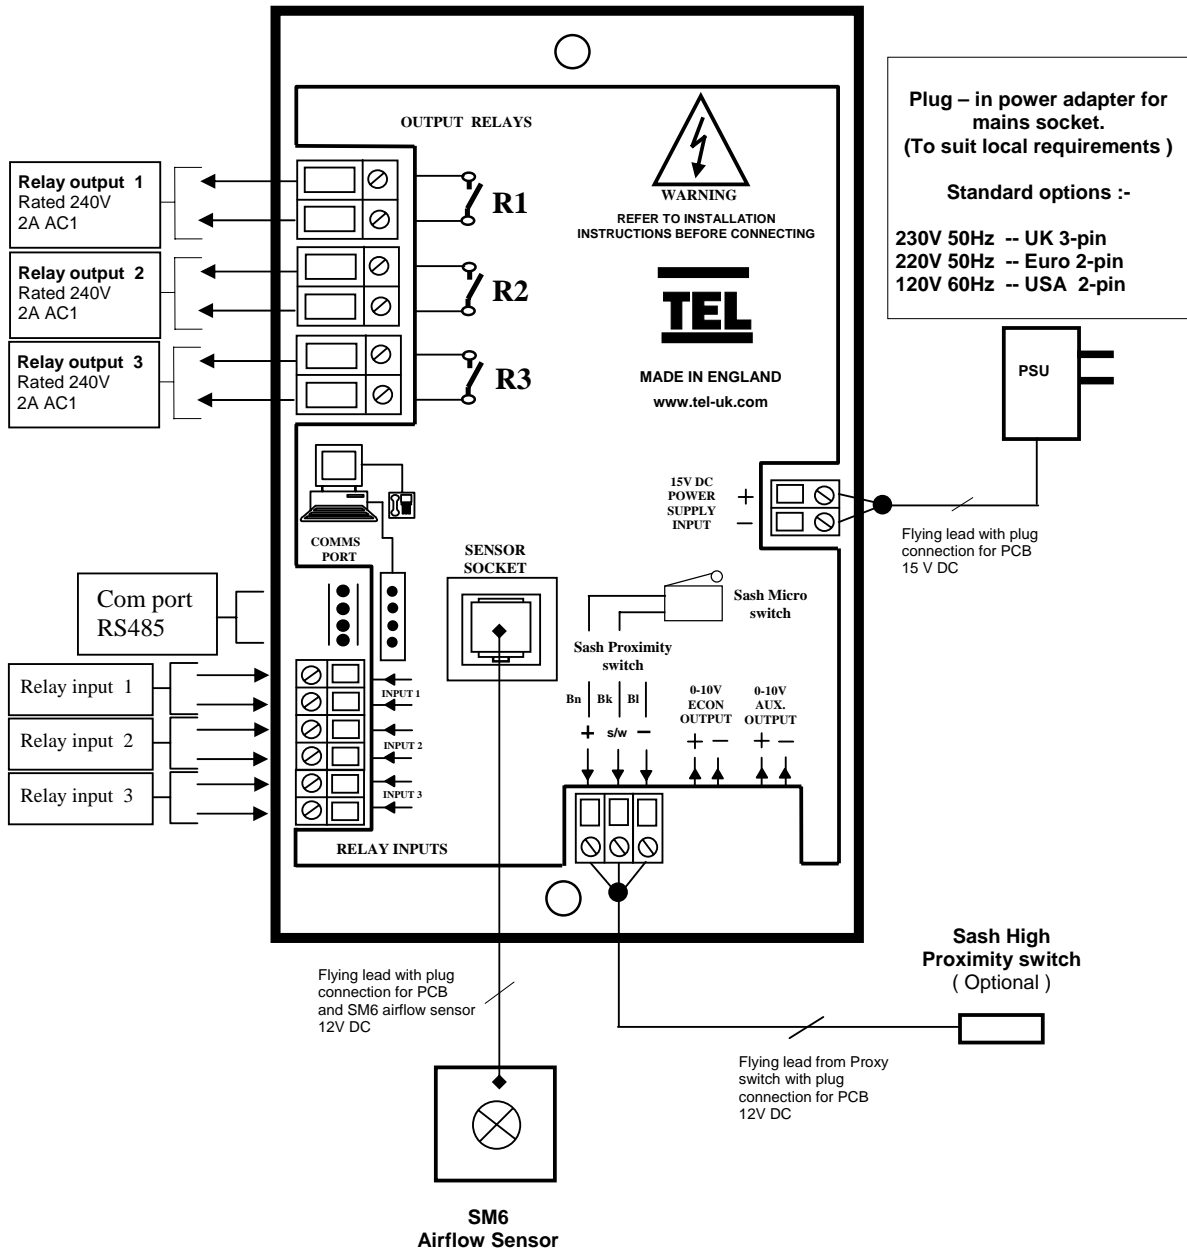 OUTPUT RELAYS
Relay output 1
Rated 240V
2A AC1
Relay output 2
Rated 240V
2A AC1
Relay output 3
Rated 240V
2A AC1
R1
R2
R3
WARNING
REFER TO INSTALLATION
INSTRUCTIONS BEFORE CONNECTING
TEL
MADE IN ENGLAND
www.tel-uk.com
Plug – in power adapter for
mains socket.
(To suit local requirements )
Standard options :-
230V 50Hz -- UK 3-pin
220V 50Hz -- Euro 2-pin
120V 60Hz -- USA 2-pin
PSU
15V DC
POWER
SUPPLY
INPUT
+
–
Flying lead with plug
connection for PCB
15 V DC
COMMS
PORT
SENSOR
SOCKET
Com port
RS485
Relay input 1
Relay input 2
Relay input 3
INPUT 1
INPUT 2
INPUT 3
RELAY INPUTS
Sash Micro
switch
Sash Proximity
switch
Bn Bk Bl
+ s/w –
0-10V
ECON
OUTPUT
+ –
0-10V
AUX.
OUTPUT
+ –
Flying lead with plug
connection for PCB
and SM6 airflow sensor
12V DC
Sash High
Proximity switch
( Optional )
Flying lead from Proxy
switch with plug
connection for PCB
12V DC
SM6
Airflow Sensor